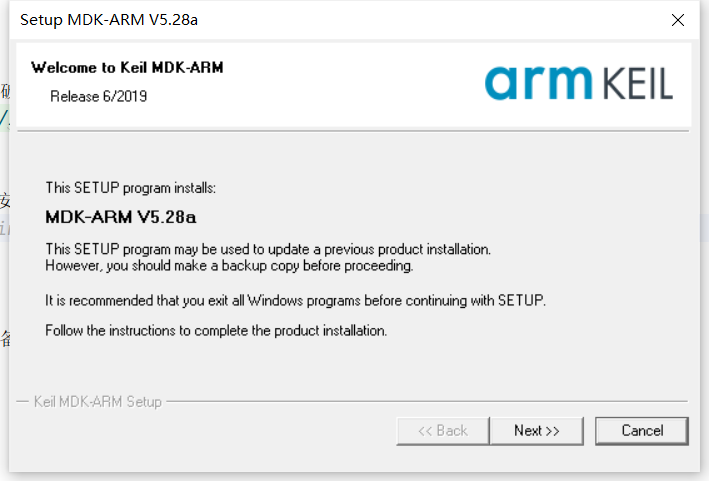 Setup MDK-ARM V5.28a
Welcome to Keil MDK-ARM
Release 6/2019
arm KEIL
This SETUP program installs:
MDK-ARM V5.28a
This SETUP program may be used to update a previous product installation.
However, you should make a backup copy before proceeding.
It is recommended that you exit all Windows programs before continuing with SETUP.
Follow the instructions to complete the product installation.
Keil MDK-ARM Setup
<< Back
Next >>
Cancel